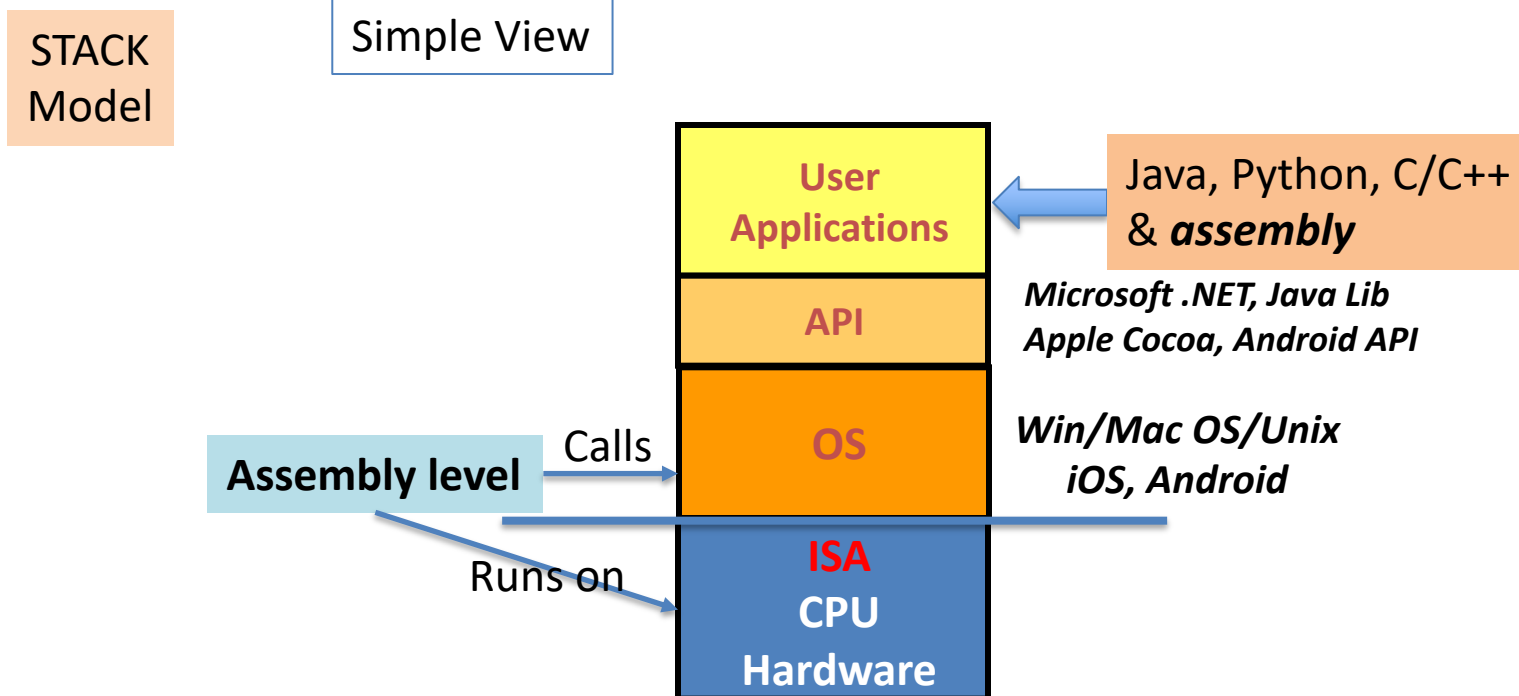 STACK
Model
Simple View
User
Applications
Java, Python, C/C++
& assembly
API
Microsoft .NET, Java Lib
Apple Cocoa, Android API
Assembly level
Calls
OS
Win/Mac OS/Unix
iOS, Android
Runs on
ISA
CPU
Hardware